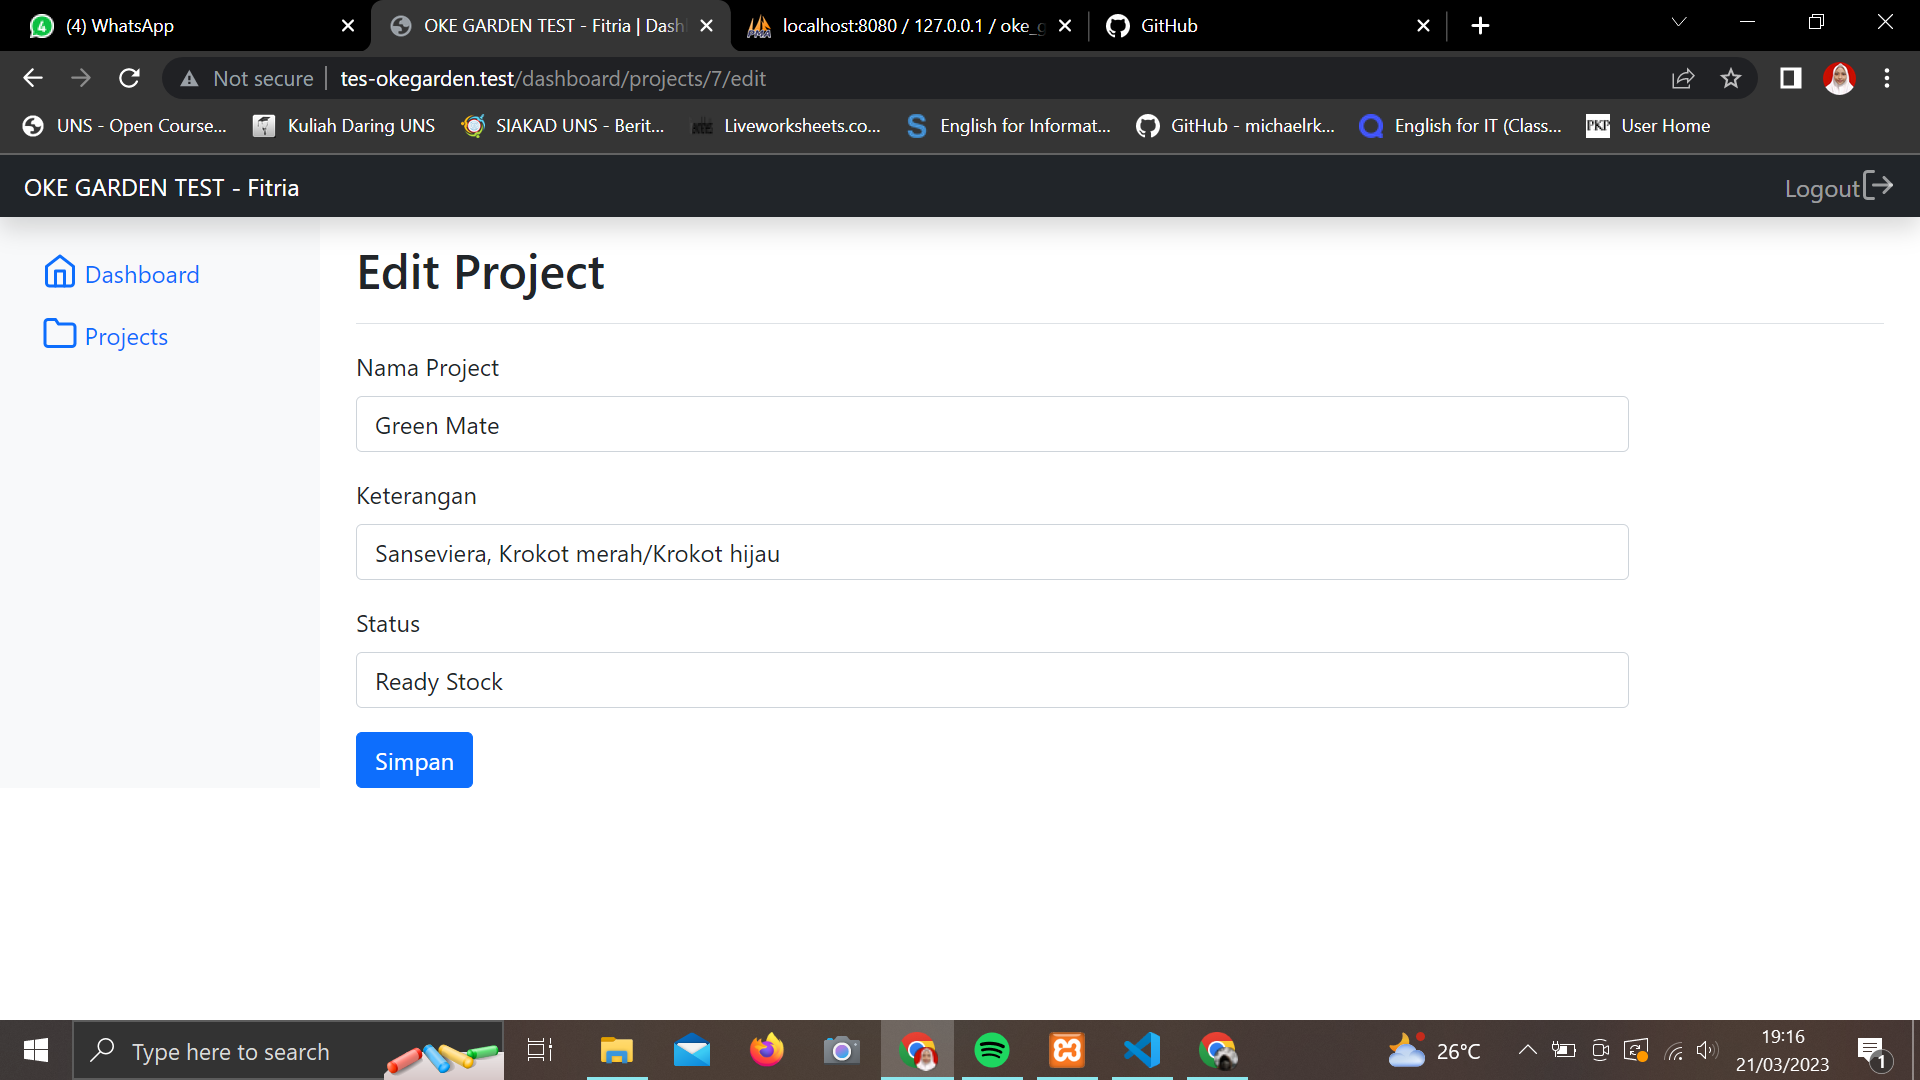 4 (4) WhatsApp
OKE GARDEN TEST - Fitria | Dash
localhost:8080 / 127.0.0.1 / oke_g
GitHub
Not secure | tes-okegarden.test/dashboard/projects/7/edit
UNS - Open Course...
Kuliah Daring UNS
SIAKAD UNS - Berit...
Liveworksheets.co...
English for Informat...
GitHub - michaelrk...
English for IT (Class...
PKP User Home
OKE GARDEN TEST - Fitria
Logout
Dashboard
Projects
Edit Project
Nama Project
Green Mate
Keterangan
Sanseviera, Krokot merah/Krokot hijau
Status
Ready Stock
Simpan
Type here to search
26°C
19:16
21/03/2023
1